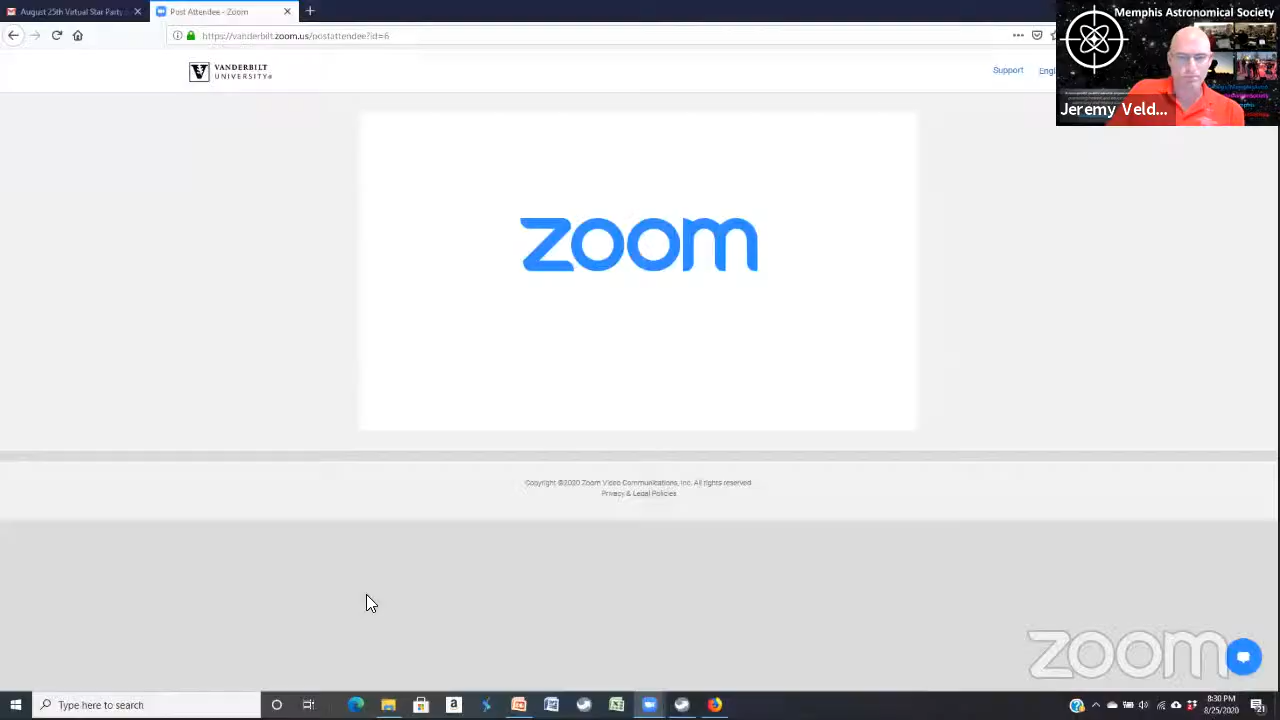 August 25th Virtual Star Party
Post Attendee - Zoom
https://vanderbilt.zoom.us/postattendee?id=6
Memphis Astronomical Society
Jeremy Veld...
VANDERBILT
UNIVERSITY
Support
Engl
zoom
Copyright ©2020 Zoom Video Communications, Inc. All rights reserved
Privacy & Legal Policies
zoom
Type here to search
8:30 PM
8/25/2020
21